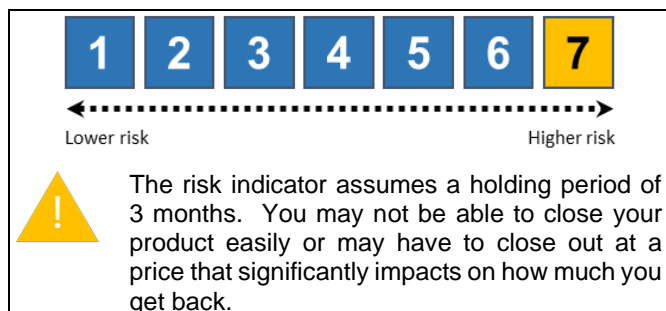 1 2 3 4 5 6 7
Lower risk Higher risk
!
The risk indicator assumes a holding period of
3 months. You may not be able to close your
product easily or may have to close out at a
price that significantly impacts on how much you
get back.